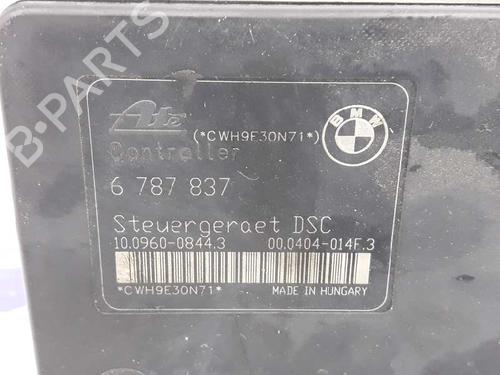 B-PARTS
Ate
(*CWH9E30N71*)
BMW
Controller
6 787 837
Steuergeraet DSC
10.0960-0844.3 00.0404-014F.3
*CWH9E30N71*
MADE IN HUNGARY